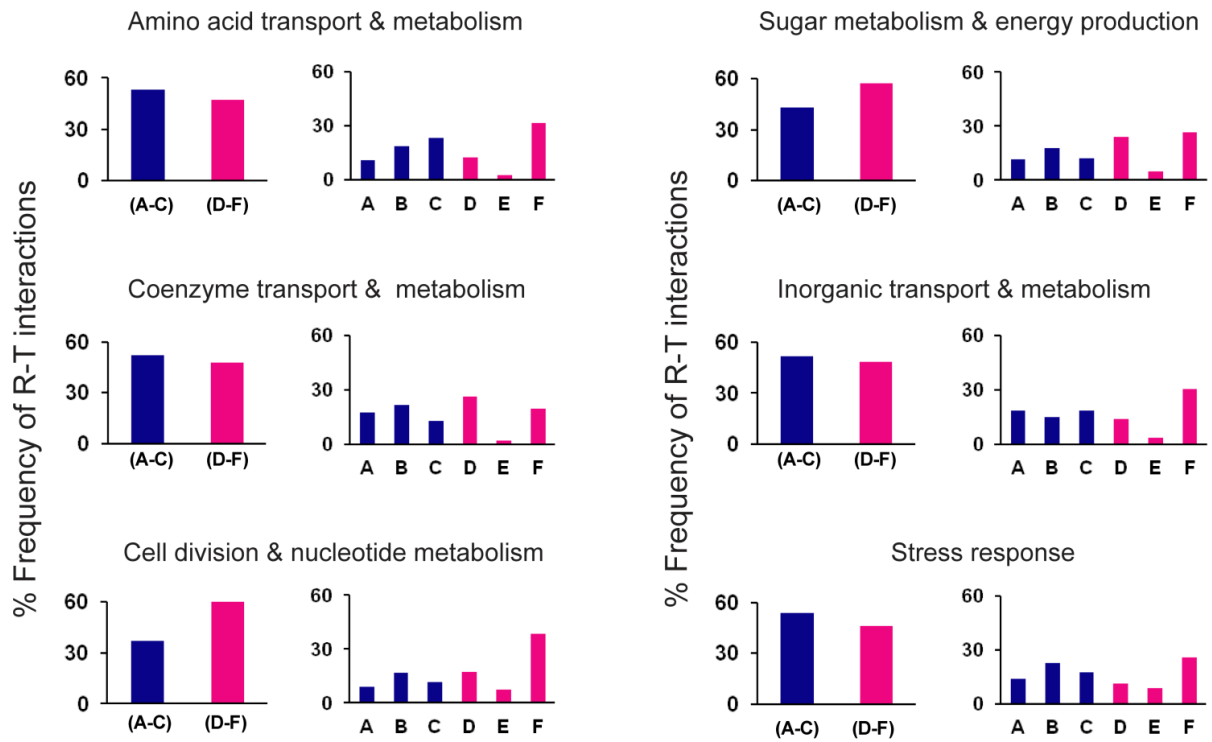 Amino acid transport & metabolism
60
30
0
(A-C) (D-F)
60
30
0
A B C D E F
Sugar metabolism & energy production
60
30
0
(A-C) (D-F)
60
30
0
A B C D E F
% Frequency of R-T interactions
% Frequency of R-T interactions
Coenzyme transport & metabolism
60
30
0
(A-C) (D-F)
60
30
0
A B C D E F
Inorganic transport & metabolism
60
30
0
(A-C) (D-F)
60
30
0
A B C D E F
Cell division & nucleotide metabolism
60
30
0
(A-C) (D-F)
60
30
0
A B C D E F
Stress response
60
30
0
(A-C) (D-F)
60
30
0
A B C D E F